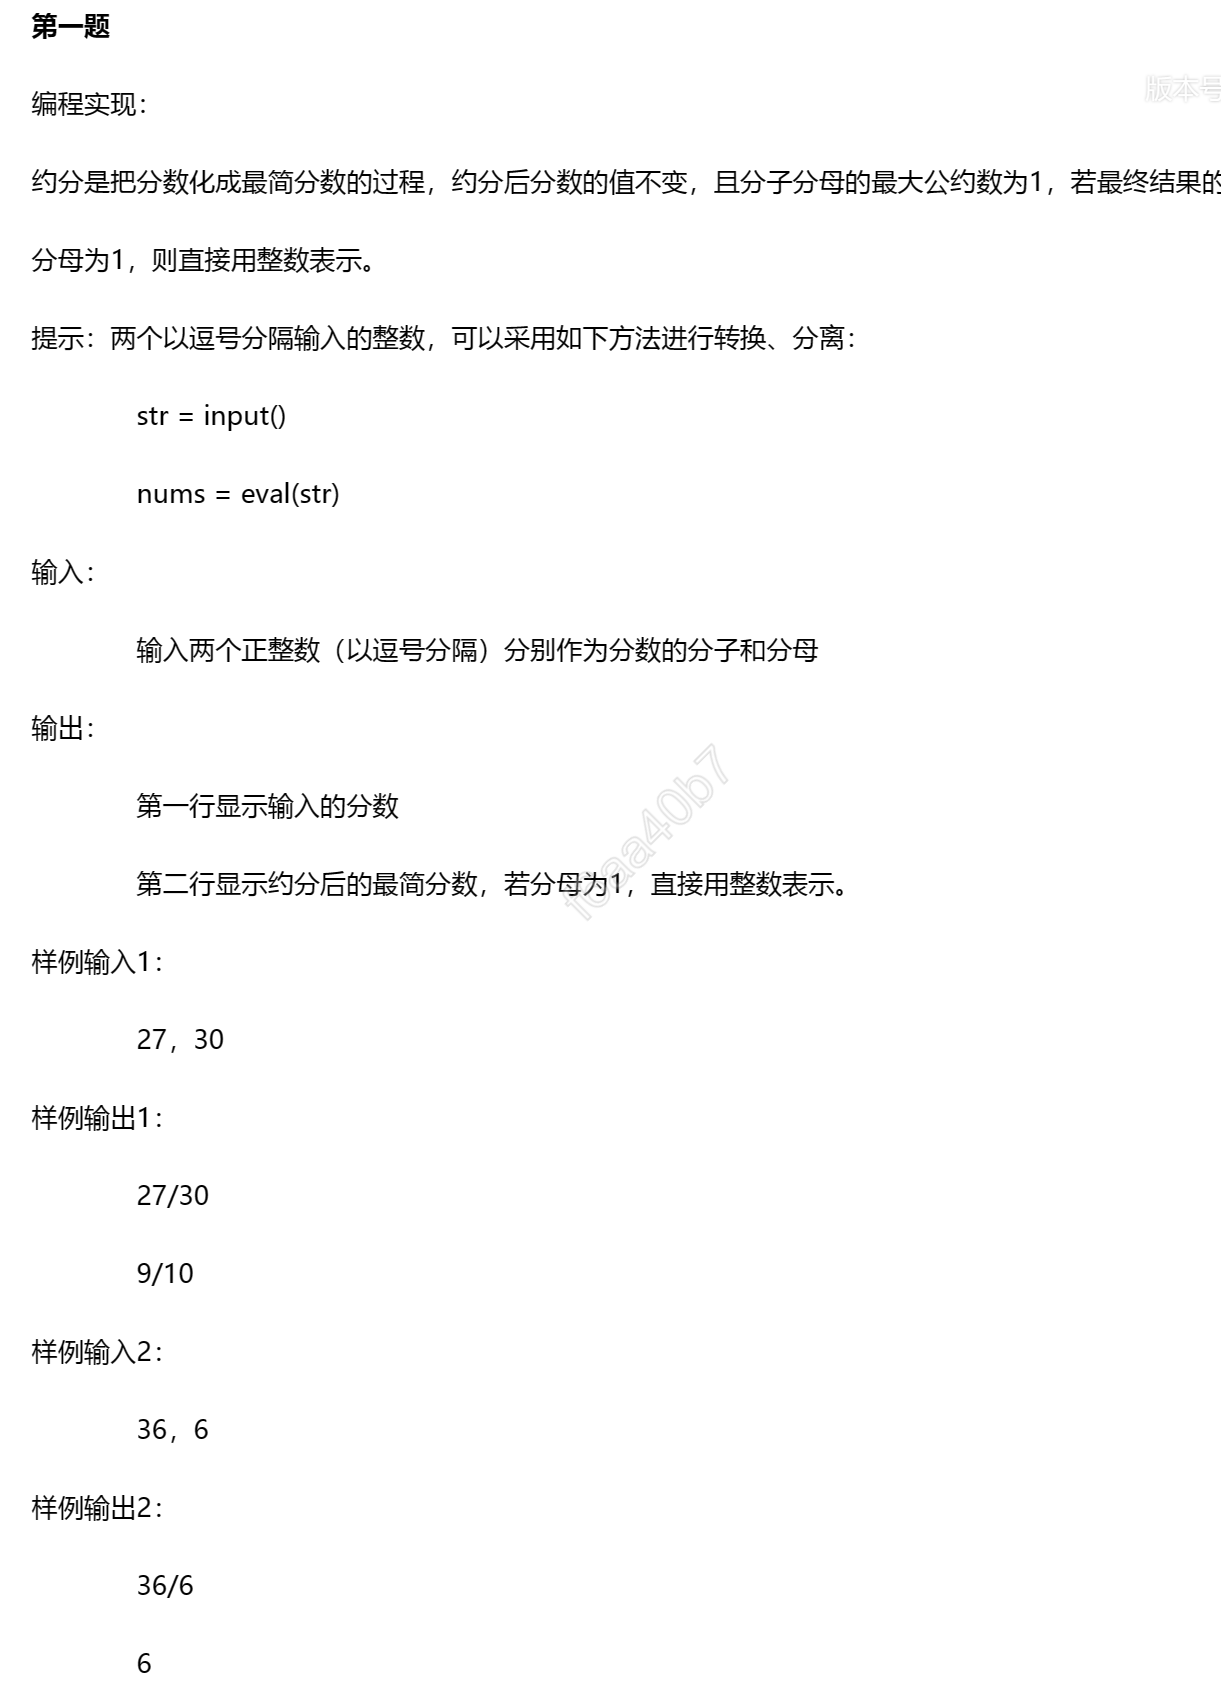 第一题
版本号
编程实现：
约分是把分数化成最简分数的过程，约分后分数的值不变，且分子分母的最大公约数为1，若最终结果的
分母为1，则直接用整数表示。
提示：两个以逗号分隔输入的整数，可以采用如下方法进行转换、分离：
str = input()
nums = eval(str)
输入：
输入两个正整数（以逗号分隔）分别作为分数的分子和分母
输出：
第一行显示输入的分数
第二行显示约分后的最简分数，若分母为1，直接用整数表示。
f6aa40b7
样例输入1：
27，30
样例输出1：
27/30
9/10
样例输入2：
36，6
样例输出2：
36/6
6